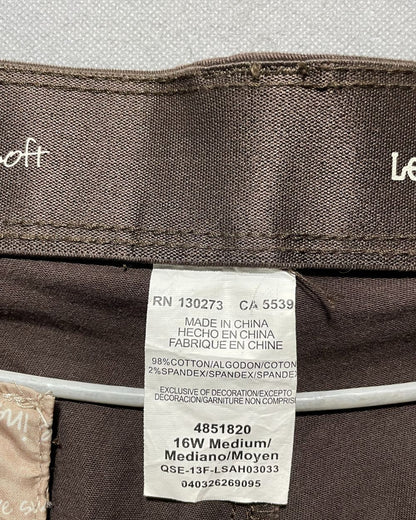 oft
Le
RN 130273 CA 5539
MADE IN CHINA
HECHO EN CHINA
FABRIQUE EN CHINE
98%COTTON/ALGODON/COTON
2%SPANDEX/SPANDEX/SPANDEX
EXCLUSIVE OF DECORATION/EXCEPTO
DECORATION/GARNITURE NON COMPRIS
4851820
16W Medium/
Mediano/Moyen
QSE-13F-LSAH03033
040326269095